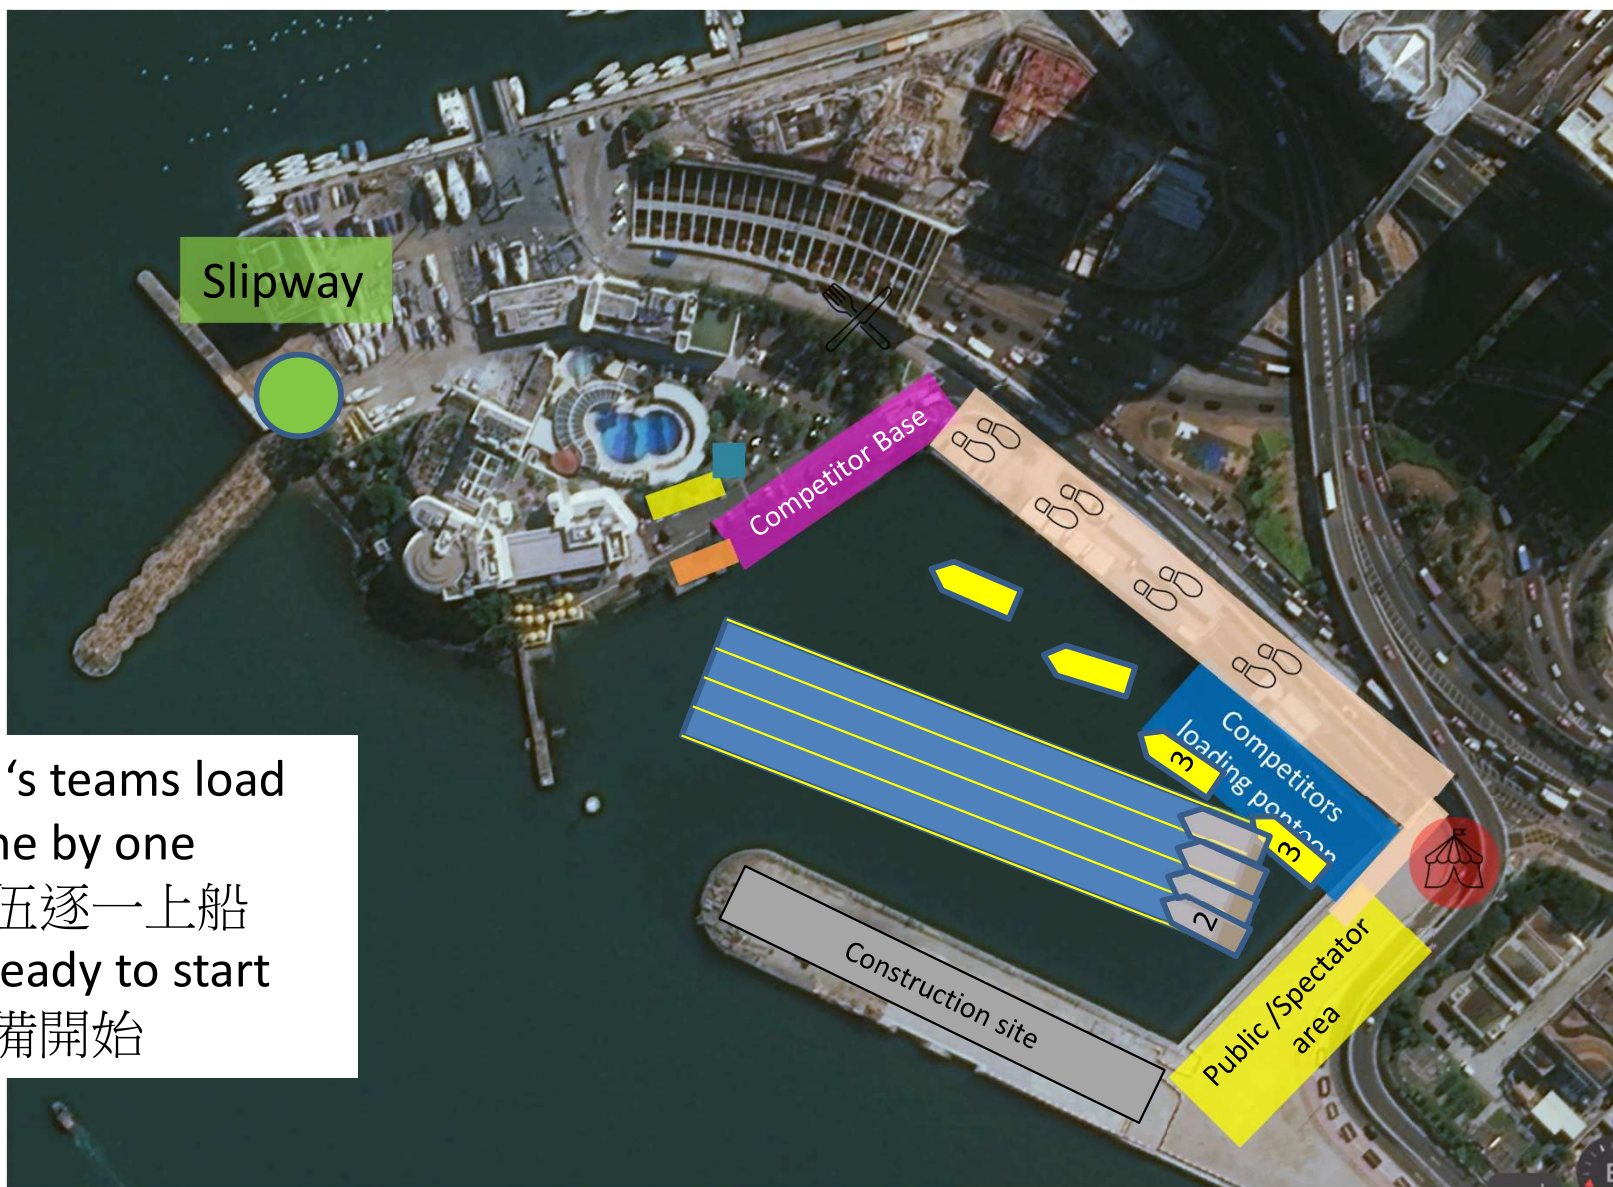 Slipway
Competitor Base
Competitors
loading pontoon
3
3
2
‘s teams load
ne by one
伍逐一上船
eady to start
備開始
Construction site
Public /Spectator
area